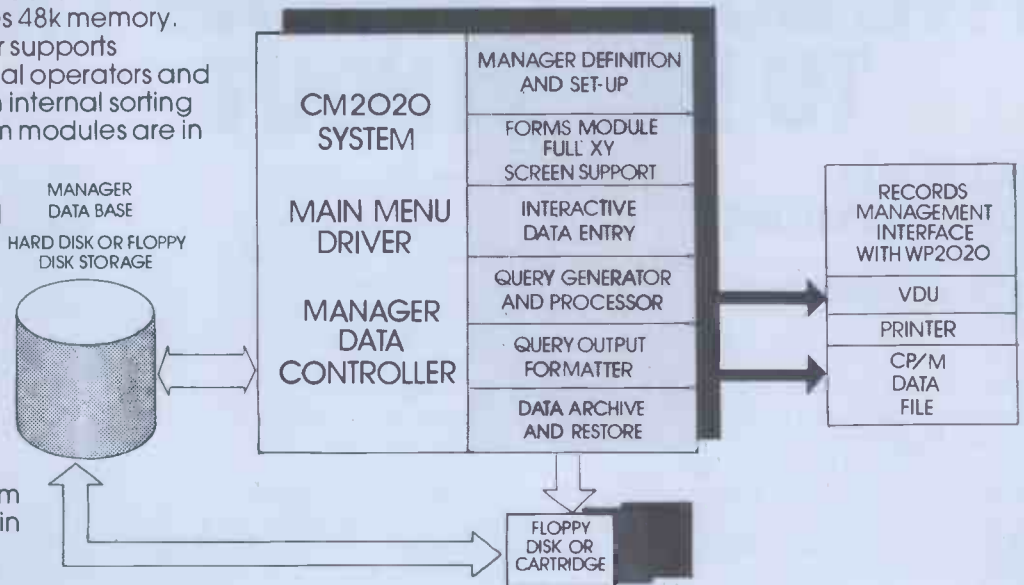 es 48k memory.
r supports
al operators and
n internal sorting
m modules are in
MANAGER
DATA BASE
HARD DISK OR FLOPPY
DISK STORAGE
m
in
CM2020
SYSTEM
MAIN MENU
DRIVER
MANAGER
DATA
CONTROLLER
MANAGER DEFINITION
AND SET-UP
FORMS MODULE
FULL XY
SCREEN SUPPORT
INTERACTIVE
DATA ENTRY
QUERY GENERATOR
AND PROCESSOR
QUERY OUTPUT
FORMATTER
DATA ARCHIVE
AND RESTORE
FLOPPY
DISK OR
CARTRIDGE
RECORDS
MANAGEMENT
INTERFACE
WITH WP2020
VDU
PRINTER
CP/M
DATA
FILE